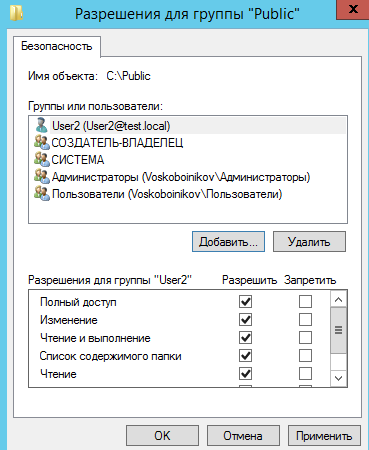 Разрешения для группы "Public"
x
Безопасность
Имя объекта: C:\Public
Группы или пользователи:
User2 (User2@test.local)
СОЗДАТЕЛЬ-ВЛАДЕЛЕЦ
СИСТЕМА
Администраторы (Voskoboinikov\Администраторы)
Пользователи (Voskoboinikov\Пользователи)
Добавить... Удалить
Разрешения для группы "User2" Разрешить Запретить
Полный доступ
Изменение
Чтение и выполнение
Список содержимого папки
Чтение
OK Отмена Применить